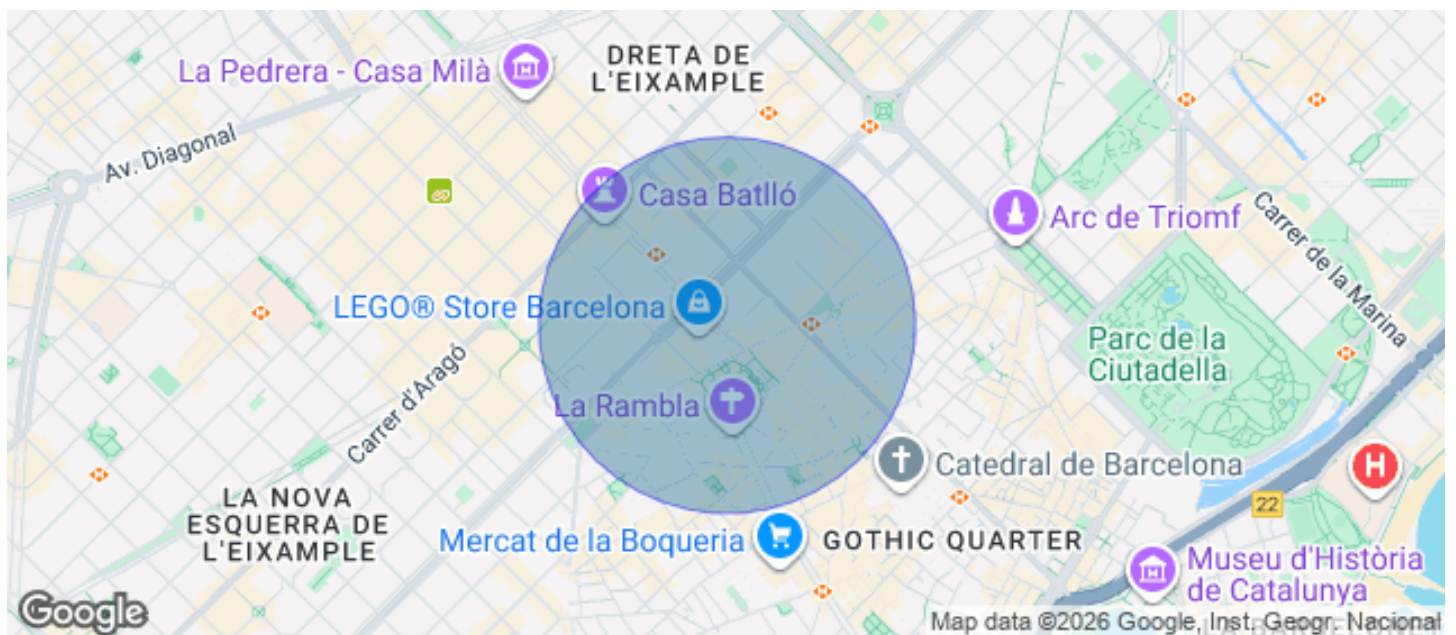 DRETA DE
L'EIXAMPLE
La Pedrera - Casa Milà
Av. Diagonal
Casa Batlló
Arc de Triomf
Carrer de la Marina
LEGO® Store Barcelona
Parc de la
Ciutadella
Carrer d'Aragó
La Rambla
Catedral de Barcelona
H
22
LA NOVA
ESQUERRA DE
L'EIXAMPLE
Mercat de la Boqueria
GOTHIC QUARTER
Museu d'Història
de Catalunya
Google
Map data ©2026 Google, Inst. Geogr. Nacional